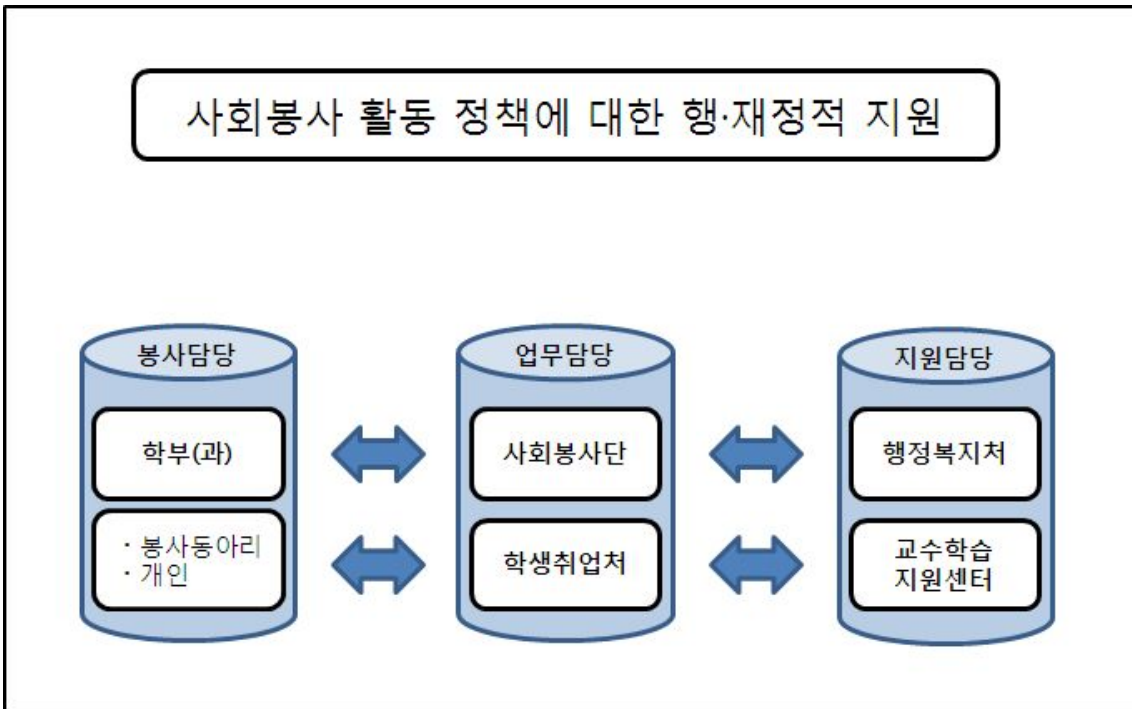 사회봉사 활동 정책에 대한 행·재정적 지원
봉사담당
업무담당
지원담당
학부(과)
사회봉사단
행정복지처
· 봉사동아리
· 개인
학생취업처
교수학습
지원센터